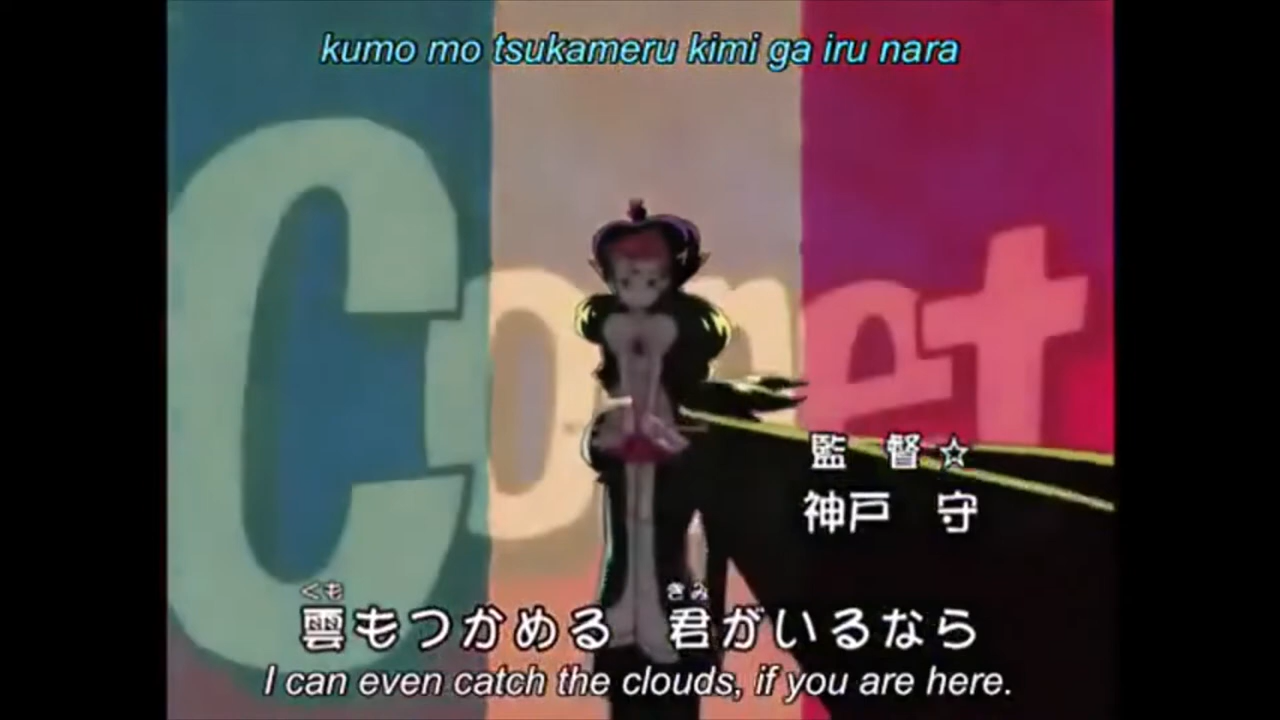 kumo mo tsukameru kimi ga iru nara
Comet
監 督☆
神戸 守
くも きみ
雲もつかめる 君がいるなら
I can even catch the clouds, if you are here.